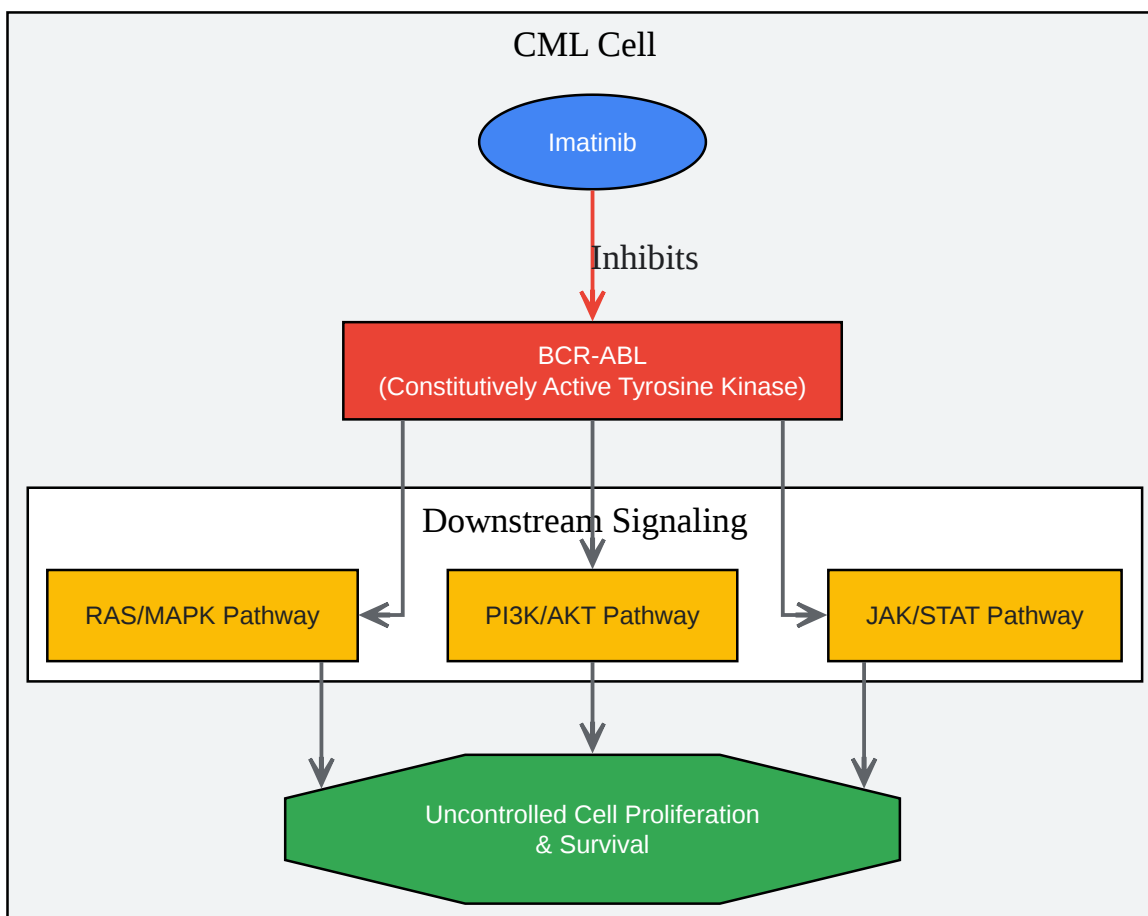 CML Cell
Imatinib
Inhibits
BCR-ABL
(Constitutively Active Tyrosine Kinase)
Downstream Signaling
RAS/MAPK Pathway
PI3K/AKT Pathway
JAK/STAT Pathway
Uncontrolled Cell Proliferation
& Survival